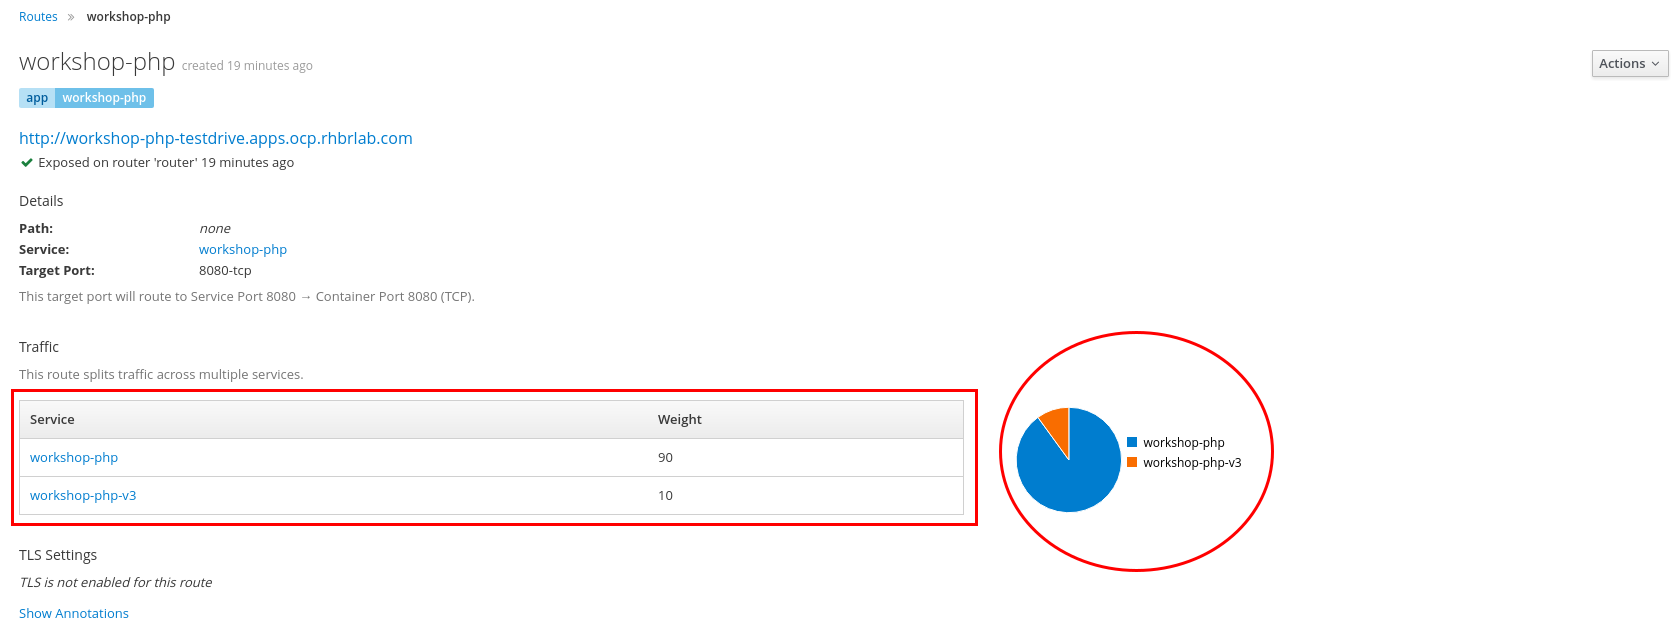 Routes » workshop-php
workshop-php created 19 minutes ago
Actions
app workshop-php
http://workshop-php-testdrive.apps.ocp.rhbrlab.com
Exposed on router 'router' 19 minutes ago
Details
Path: none
Service: workshop-php
Target Port: 8080-tcp
This target port will route to Service Port 8080 → Container Port 8080 (TCP).
Traffic
This route splits traffic across multiple services.
Service Weight
workshop-php 90
workshop-php-v3 10
workshop-php
workshop-php-v3
TLS Settings
TLS is not enabled for this route
Show Annotations